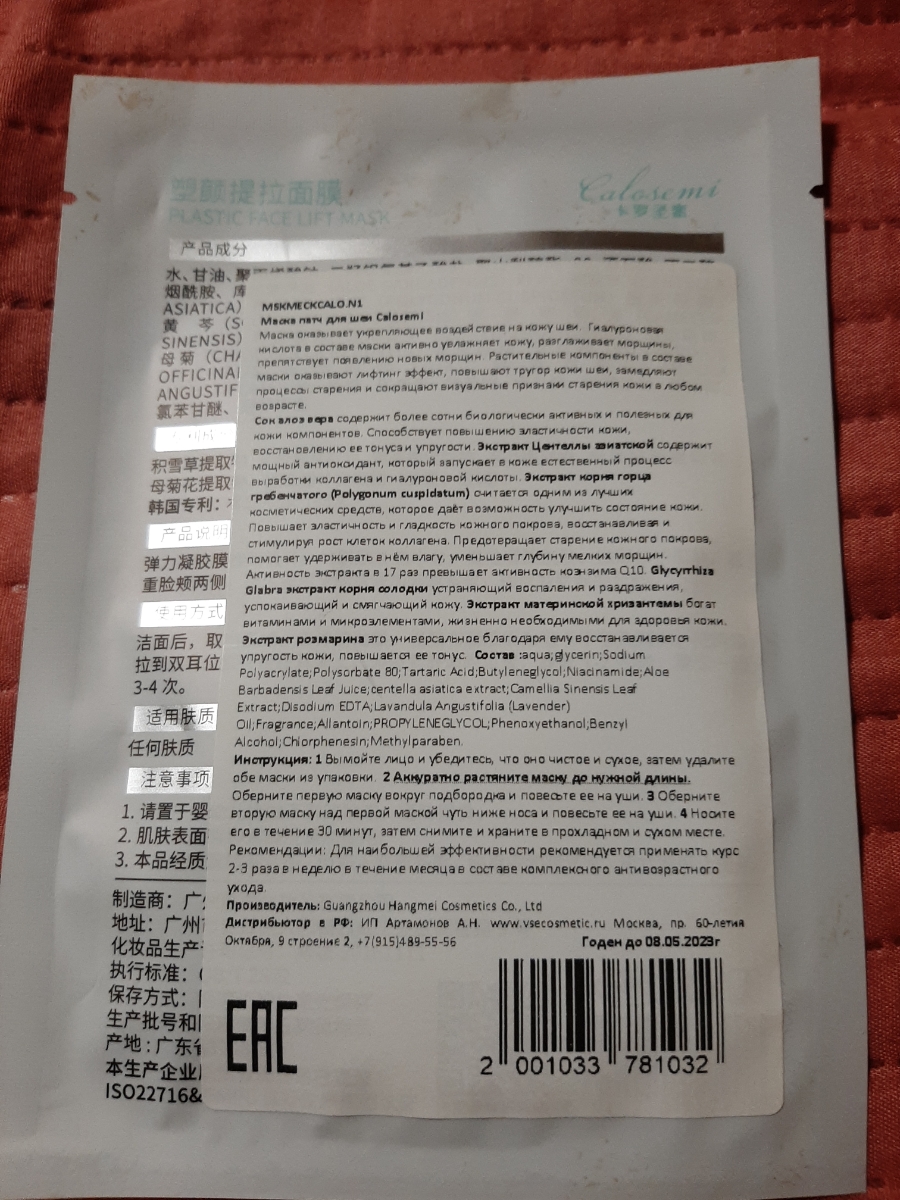 塑颜提拉面膜
Calosemi
卡罗圣蜜
PLASTIC FACE LIFT MASK
产品成分
水、甘油、聚
烟酰胺、库
ASIATICA)
黄 芩 (S
SINENSIS)
母菊 (CHA
OFFICINAL
ANGUSTIF
氯苯甘醚、
积雪草提取
母菊花提取
韩国专利:
产品说明
弹力凝胶膜
重脸颊两侧
使用方式
洁面后，取
拉到双耳位
3-4 次。
适用肤质
任何肤质
注意事项
1. 请置于婴
2. 肌肤表面
3. 本品经质
制造商：广
地址：广州
化妆品生产
执行标准：
保存方式：
生产批号和
产地：广东省
本生产企业
ISO22716&
MSKMECKCALO.N1
Маска патч для шеи Calosemi
Маска оказывает укрепляющее воздействие на кожу шеи. Гиалуроновая
кислота в составе маски активно увлажняет кожу, разглаживает морщины,
препятствует появлению новых морщин. Растительные компоненты в составе
маски оказывают лифтинг эффект, повышают тургор кожи шеи, замедляют
процессы старения и сокращают визуальные признаки старения кожи в любом
возрасте.
Сок алоэ вера содержит более сотни биологически активных и полезных для
кожи компонентов. Способствует повышению эластичности кожи,
восстановлению ее тонуса и упругости. Экстракт Центеллы азиатской содержит
мощный антиоксидант, который запускает в коже естественный процесс
выработки коллагена и гиалуроновой кислоты. Экстракт корня горца
гребенчатого (Polygonum cuspidatum) считается одним из лучших
косметических средств, которое даёт возможность улучшить состояние кожи.
Повышает эластичность и гладкость кожного покрова, восстанавливая и
стимулируя рост клеток коллагена. Предотвращает старение кожного покрова,
помогает удерживать в нём влагу, уменьшает глубину мелких морщин.
Активность экстракта в 17 раз превышает активность коэнзима Q10. Glycyrrhiza
Glabra экстракт корня солодки устраняющий воспаления и раздражения,
успокаивающий и смягчающий кожу. Экстракт материнской хризантемы богат
витаминами и микроэлементами, жизненно необходимыми для здоровья кожи.
Экстракт розмарина это универсальное благодаря ему восстанавливается
упругость кожи, повышается ее тонус. Состав :aqua;glycerin;Sodium
Polyacrylate;Polysorbate 80;Tartaric Acid;Butyleneglycol;Niacinamide;Aloe
Barbadensis Leaf Juice;centella asiatica extract;Camellia Sinensis Leaf
Extract;Disodium EDTA;Lavandula Angustifolia (Lavender)
Oil;Fragrance;Allantoin;PROPYLENEGLYCOL;Phenoxyethanol;Benzyl
Alcohol;Chlorphenesin;Methylparaben.
Инструкция: 1 Вымойте лицо и убедитесь, что оно чистое и сухое, затем удалите
обе маски из упаковки. 2 Аккуратно растяните маску до нужной длины.
Оберните первую маску вокруг подбородка и повесьте ее на уши. 3 Оберните
вторую маску над первой маской чуть ниже носа и повесьте ее на уши. 4 Носите
его в течение 30 минут, затем снимите и храните в прохладном и сухом месте.
Рекомендации: Для наибольшей эффективности рекомендуется применять курс
2-3 раза в неделю в течение месяца в составе комплексного антивозрастного
ухода.
Производитель: Guangzhou Hangmei Cosmetics Co., Ltd
Дистрибьютор в РФ: ИП Артамонов А.Н. www.vsecosmetic.ru Москва, пр. 60-летия
Октября, 9 строение 2, +7(915)489-55-56 Годен до 08.05.2023г
EAC
2 001033 781032